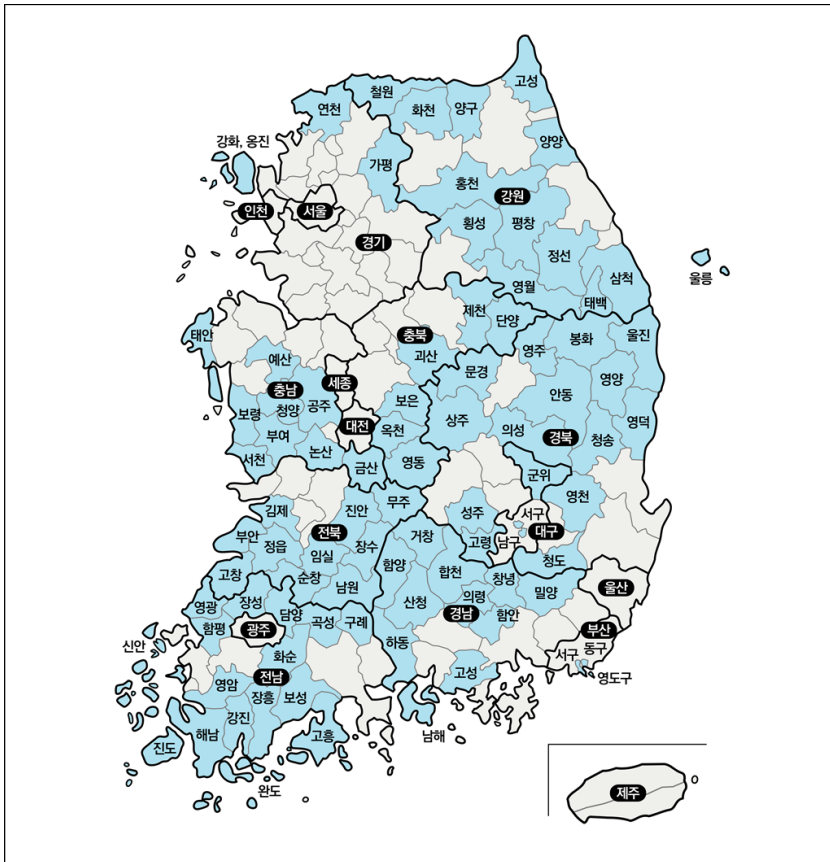 고성
철원
연천
화천
양구
양양
강화, 옹진
가평
홍천
강원
인천
서울
횡성
평창
경기
정선
삼척
울릉
영월
태백
제천
단양
태안
충북
영주
봉화
울진
예산
괴산
문경
세종
영양
충남
안동
보은
공주
청양
보령
상주
영덕
대전
의성
옥천
경북
부여
청송
논산
서천
금산
영동
군위
영천
무주
김제
진안
성주
서구
전북
대구
부안
거창
정읍
장수
고령
남구
임실
청도
함양
합천
고창
순창
창녕
남원
밀양
울산
의령
장성
산청
영광
담양
경남
함안
곡성
구례
함평
광주
부산
하동
신안
동구
서구
화순
고성
영도구
전남
영암
장흥
보성
강진
해남
고흥
남해
진도
완도
제주